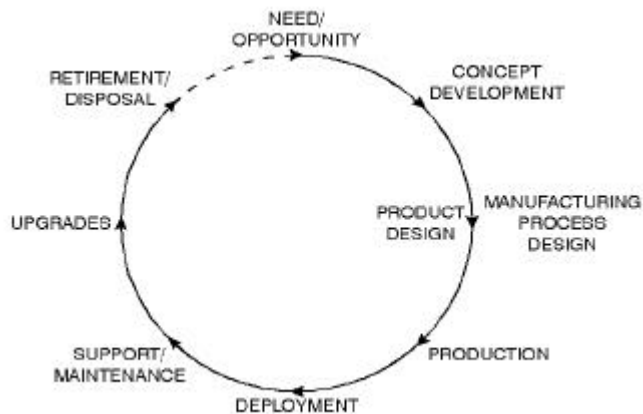 NEED/
OPPORTUNITY
CONCEPT
DEVELOPMENT
PRODUCT
DESIGN
MANUFACTURING
PROCESS
DESIGN
PRODUCTION
DEPLOYMENT
SUPPORT/
MAINTENANCE
UPGRADES
RETIREMENT/
DISPOSAL